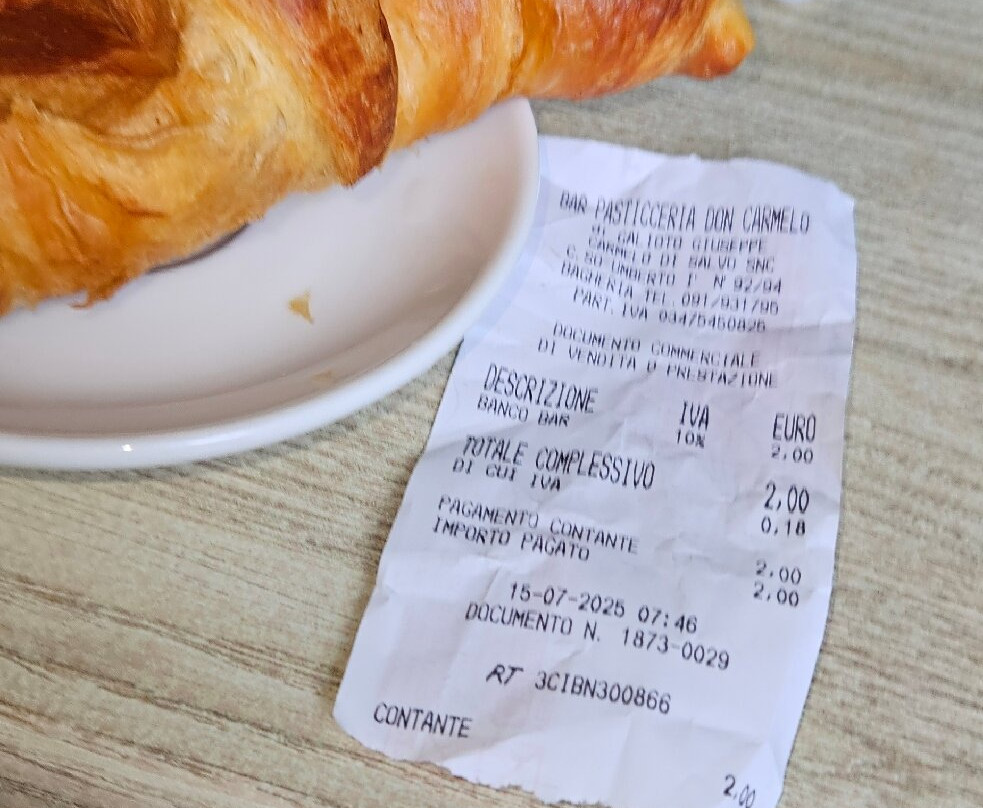 BAR PASTICCERIA DON CARMELO
DI GALIOTO GIUSEPPE
CARMELO DI SALVO SNC
C.SO UMBERTO I° N°92/94
BAGHERIA TEL.091/931795
PART.IVA 03475450825
DOCUMENTO COMMERCIALE
DI VENDITA O PRESTAZIONE
DESCRIZIONE IVA EURO
BANCO BAR 10% 2,00
TOTALE COMPLESSIVO 2,00
DI CUI IVA 0,18
PAGAMENTO CONTANTE 2,00
IMPORTO PAGATO 2,00
15-07-2025 07:46
DOCUMENTO N. 1873-0029
RT 3CIBN300866
CONTANTE 2,00